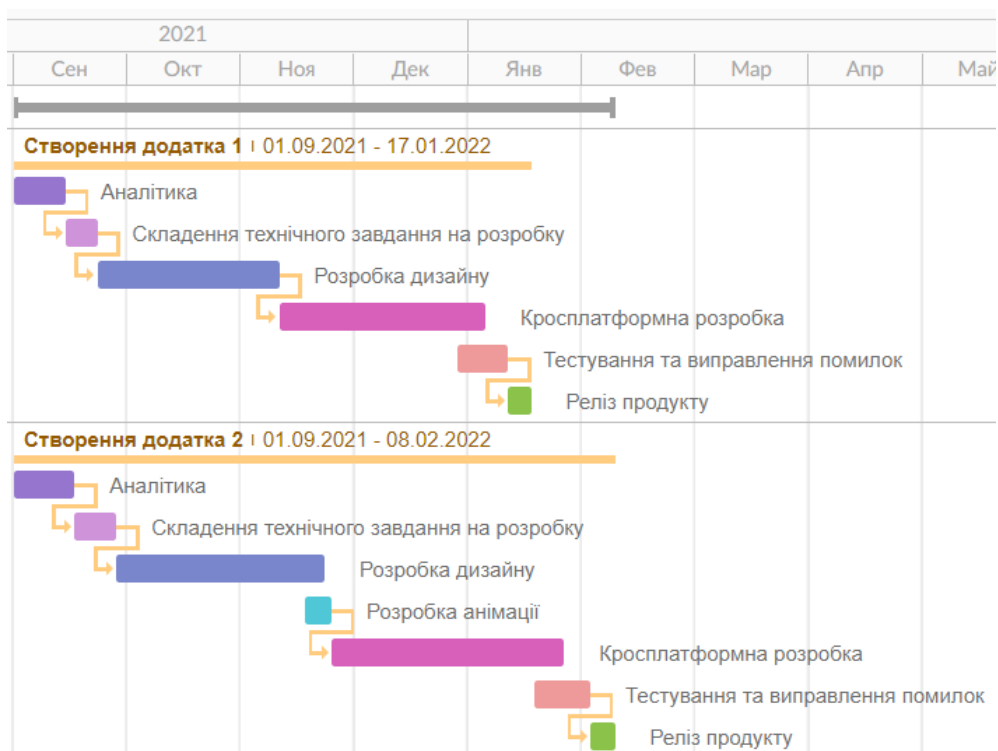 2021
Сен Окт Ноя Дек Янв Фев Мар Апр Май
Створення додатка 1 | 01.09.2021 - 17.01.2022
Аналітика
Складення технічного завдання на розробку
Розробка дизайну
Кросплатформна розробка
Тестування та виправлення помилок
Реліз продукту
Створення додатка 2 | 01.09.2021 - 08.02.2022
Аналітика
Складення технічного завдання на розробку
Розробка дизайну
Розробка анімації
Кросплатформна розробка
Тестування та виправлення помилок
Реліз продукту